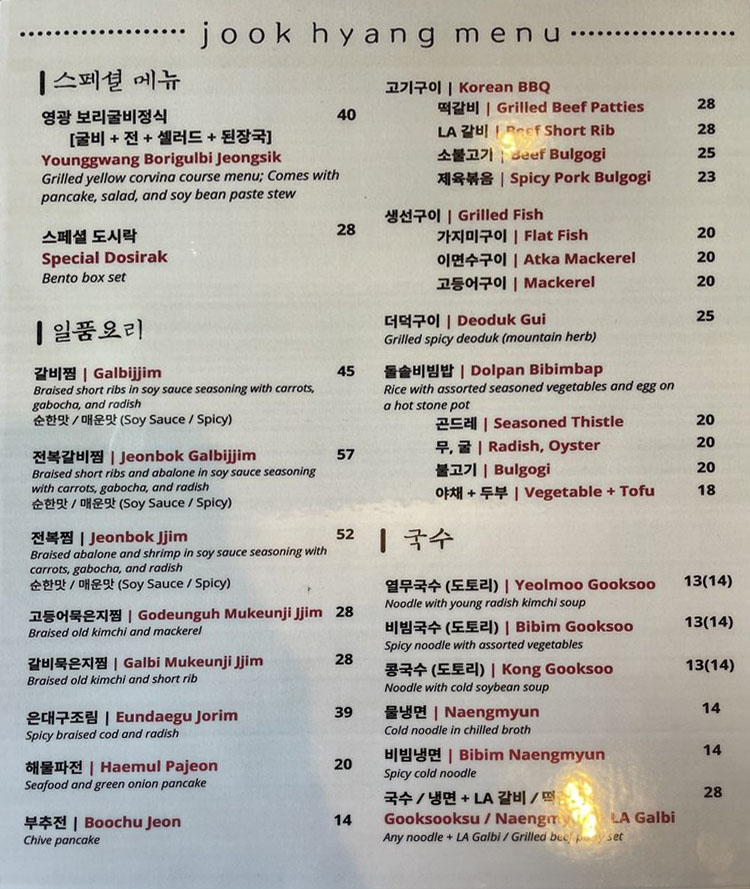 jook hyang menu
스페셜 메뉴
영광 보리굴비정식 40
[굴비 + 전 + 셀러드 + 된장국]
Younggwang Borigulbi Jeongsik
Grilled yellow corvina course menu; Comes with
pancake, salad, and soy bean paste stew
스페셜 도시락 28
Special Dosirak
Bento box set
일품요리
갈비찜 | Galbijjim 45
Braised short ribs in soy sauce seasoning with carrots,
gabocha, and radish
순한맛 / 매운맛 (Soy Sauce / Spicy)
전복갈비찜 | Jeonbok Galbijjim 57
Braised short ribs and abalone in soy sauce seasoning
with carrots, gabocha, and radish
순한맛 / 매운맛 (Soy Sauce / Spicy)
전복찜 | Jeonbok Jjim 52
Braised abalone and shrimp in soy sauce seasoning with
carrots, gabocha, and radish
순한맛 / 매운맛 (Soy Sauce / Spicy)
고등어묵은지찜 | Godeunguh Mukeunji Jjim 28
Braised old kimchi and mackerel
갈비묵은지찜 | Galbi Mukeunji Jjim 28
Braised old kimchi and short rib
은대구조림 | Eundaegu Jorim 39
Spicy braised cod and radish
해물파전 | Haemul Pajeon 20
Seafood and green onion pancake
부추전 | Boochu Jeon 14
Chive pancake
고기구이 | Korean BBQ
떡갈비 | Grilled Beef Patties 28
LA 갈비 | Beef Short Rib 28
소불고기 | Beef Bulgogi 25
제육볶음 | Spicy Pork Bulgogi 23
생선구이 | Grilled Fish
가지미구이 | Flat Fish 20
이면수구이 | Atka Mackerel 20
고등어구이 | Mackerel 20
더덕구이 | Deoduk Gui 25
Grilled spicy deoduk (mountain herb)
돌솥비빔밥 | Dolpan Bibimbap
Rice with assorted seasoned vegetables and egg on
a hot stone pot
곤드레 | Seasoned Thistle 20
무, 굴 | Radish, Oyster 20
불고기 | Bulgogi 20
야채 + 두부 | Vegetable + Tofu 18
국수
열무국수 (도토리) | Yeolmoo Gooksoo 13(14)
Noodle with young radish kimchi soup
비빔국수 (도토리) | Bibim Gooksoo 13(14)
Spicy noodle with assorted vegetables
콩국수 (도토리) | Kong Gooksoo 13(14)
Noodle with cold soybean soup
물냉면 | Naengmyun 14
Cold noodle in chilled broth
비빔냉면 | Bibim Naengmyun 14
Spicy cold noodle
국수 / 냉면 + LA 갈비 / 28
Gooksooksu / LA Galbi
Any noodle + LA Galbi / Grilled beef patty set